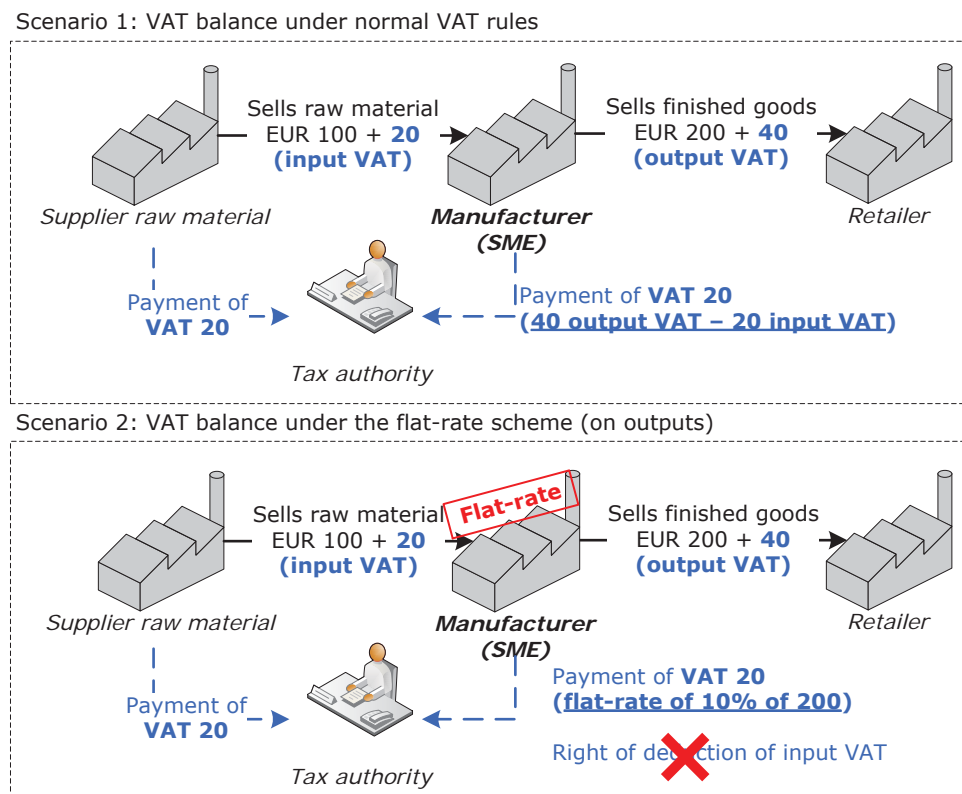 Scenario 1: VAT balance under normal VAT rules
Sells raw material
EUR 100 + 20
(input VAT)
Sells finished goods
EUR 200 + 40
(output VAT)
Supplier raw material
Manufacturer
(SME)
Retailer
Payment of
VAT 20
Payment of VAT 20
(40 output VAT – 20 input VAT)
Tax authority
Scenario 2: VAT balance under the flat-rate scheme (on outputs)
Flat-rate
Sells raw material
EUR 100 + 20
(input VAT)
Sells finished goods
EUR 200 + 40
(output VAT)
Supplier raw material
Manufacturer
(SME)
Retailer
Payment of
VAT 20
Payment of VAT 20
(flat-rate of 10% of 200)
Right of deduction of input VAT
Tax authority